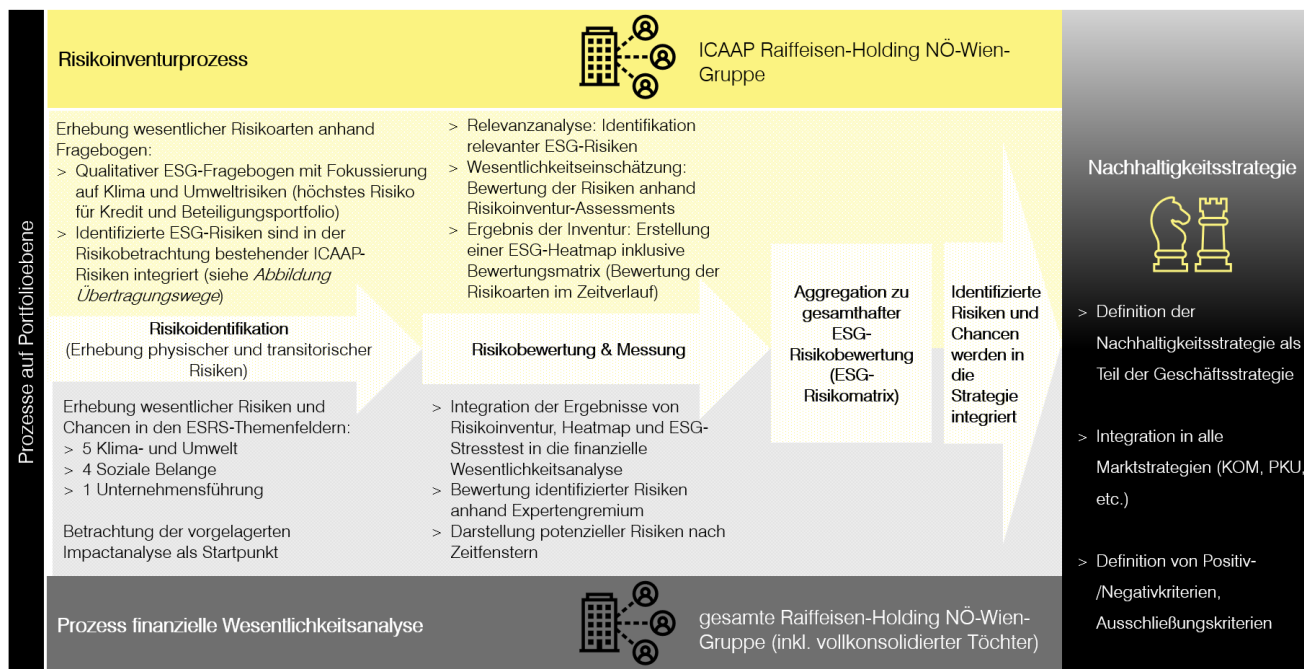 Prozesse auf Portfolioebene
Risikoinventurprozess
ICAAP Raiffeisen-Holding NÖ-Wien-
Gruppe
Erhebung wesentlicher Risikoarten anhand
Fragebogen:
> Qualitativer ESG-Fragebogen mit Fokussierung
auf Klima und Umweltrisiken (höchstes Risiko
für Kredit und Beteiligungsportfolio)
> Identifizierte ESG-Risiken sind in der
Risikobetrachtung bestehender ICAAP-
Risiken integriert (siehe Abbildung
Übertragungswege)
> Relevanzanalyse: Identifikation
relevanter ESG-Risiken
> Wesentlichkeitseinschätzung:
Bewertung der Risiken anhand
Risikoinventur-Assessments
> Ergebnis der Inventur: Erstellung
einer ESG-Heatmap inklusive
Bewertungsmatrix (Bewertung der
Risikoarten im Zeitverlauf)
Risikoidentifikation
(Erhebung physischer und transitorischer
Risiken)
Risikobewertung & Messung
Aggregation zu
gesamthafter
ESG-
Risikobewertung
(ESG-
Risikomatrix)
Identifizierte
Risiken und
Chancen
werden in
die
Strategie
integriert
Erhebung wesentlicher Risiken und
Chancen in den ESRS-Themenfeldern:
> 5 Klima- und Umwelt
> 4 Soziale Belange
> 1 Unternehmensführung
Betrachtung der vorgelagerten
Impactanalyse als Startpunkt
> Integration der Ergebnisse von
Risikoinventur, Heatmap und ESG-
Stresstest in die finanzielle
Wesentlichkeitsanalyse
> Bewertung identifizierter Risiken
anhand Expertengremium
> Darstellung potenzieller Risiken nach
Zeitfenstern
Prozess finanzielle Wesentlichkeitsanalyse
gesamte Raiffeisen-Holding NÖ-Wien-
Gruppe (inkl. vollkonsolidierter Töchter)
Nachhaltigkeitsstrategie
> Definition der
Nachhaltigkeitsstrategie als
Teil der Geschäftsstrategie
> Integration in alle
Marktstrategien (KOM, PKU,
etc.)
> Definition von Positiv-
/Negativkriterien,
Ausschließungskriterien